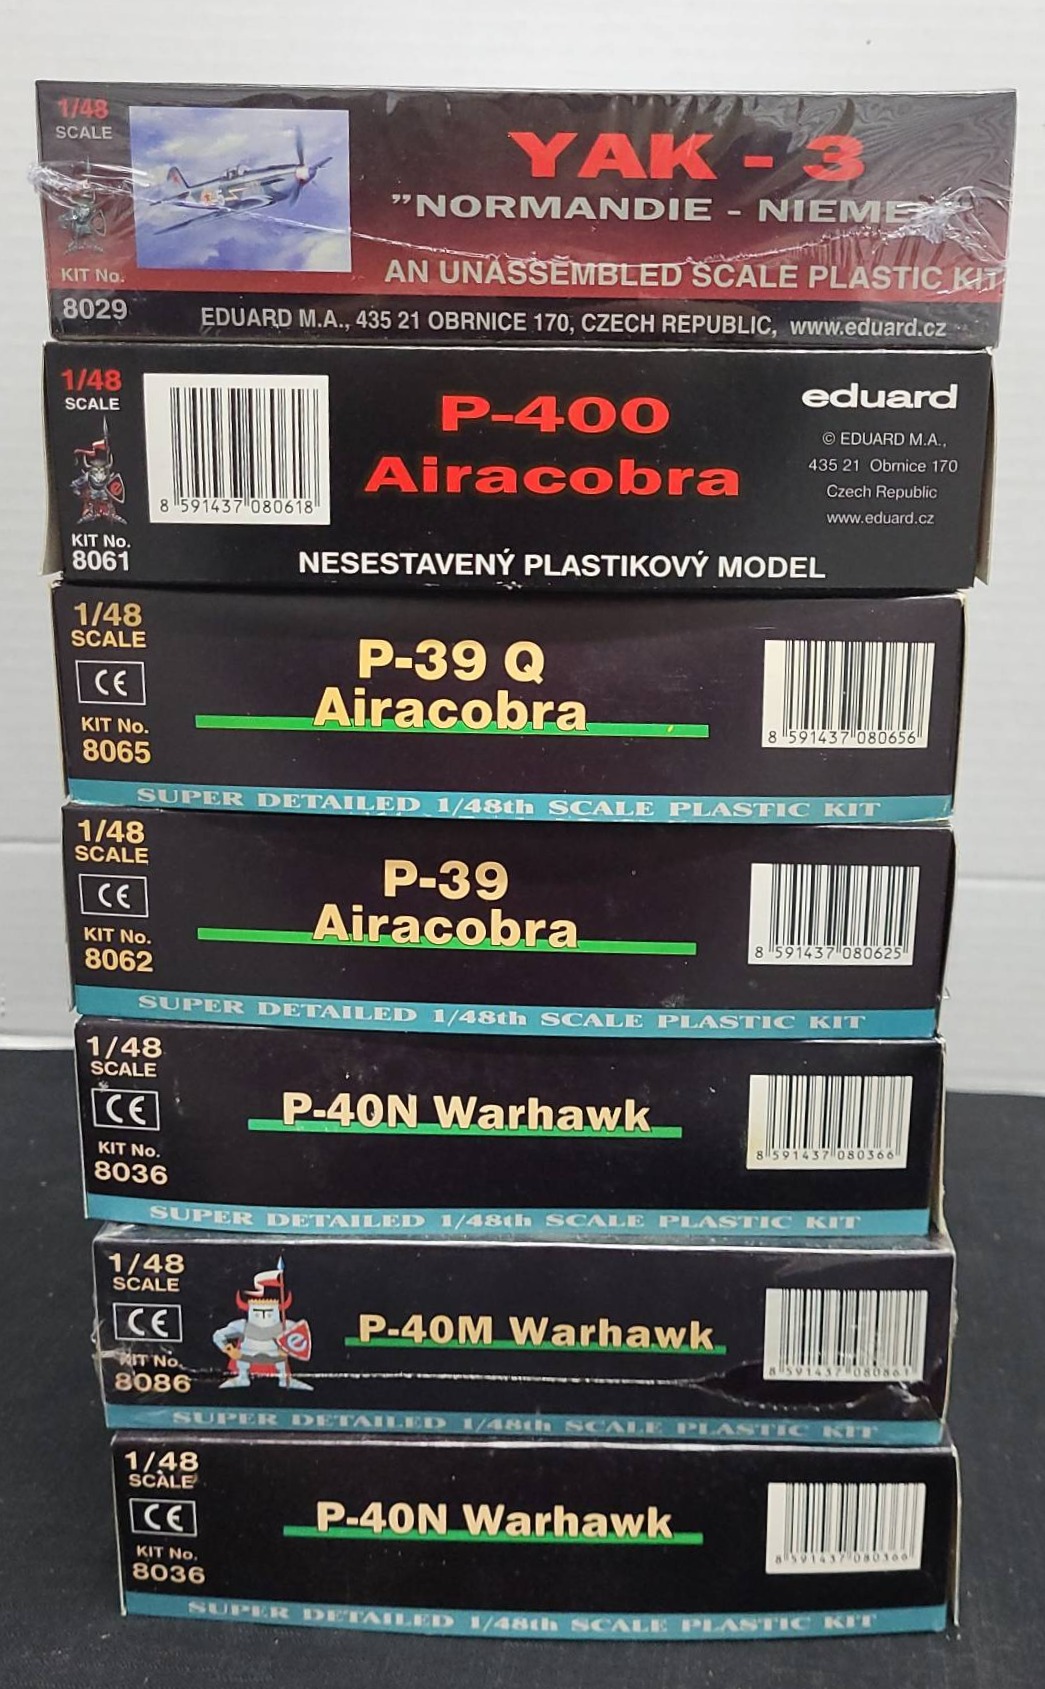 1/48
SCALE
YAK - 3
"NORMANDIE - NIEME
AN UNASSEMBLED SCALE PLASTIC KIT
KIT No.
8029
EDUARD M.A., 435 21 OBRNICE 170, CZECH REPUBLIC, www.eduard.cz
1/48
SCALE
e
KIT No.
8061
8 591437 080618
P-400
Airacobra
NESESTAVENÝ PLASTIKOVÝ MODEL
eduard
© EDUARD M.A.,
435 21 Obrnice 170
Czech Republic
www.eduard.cz
1/48
SCALE
CE
KIT No.
8065
P-39 Q
Airacobra
8 591437 080656
SUPER DETAILED 1/48th SCALE PLASTIC KIT
1/48
SCALE
CE
KIT No.
8062
P-39
Airacobra
8 591437 080625
SUPER DETAILED 1/48th SCALE PLASTIC KIT
1/48
SCALE
CE
KIT No.
8036
P-40N Warhawk
8 591437 080366
SUPER DETAILED 1/48th SCALE PLASTIC KIT
1/48
SCALE
CE
KIT No.
8086
e
P-40M Warhawk
8 591437 080861
SUPER DETAILED 1/48th SCALE PLASTIC KIT
1/48
SCALE
CE
KIT No.
8036
P-40N Warhawk
8 591437 080366
SUPER DETAILED 1/48th SCALE PLASTIC KIT